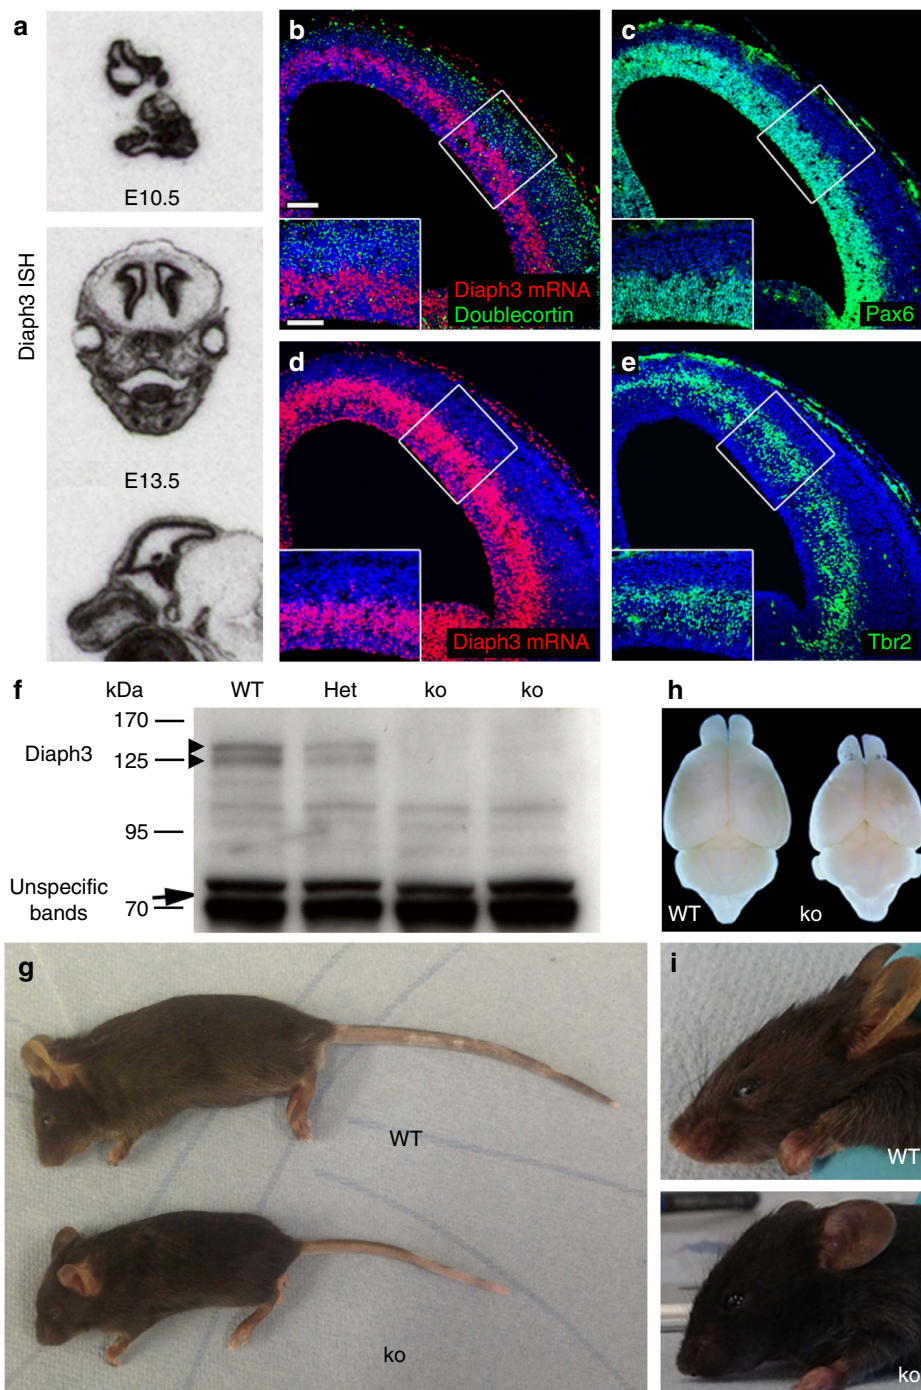 a
E10.5
Diaph3 ISH
E13.5
b
Diaph3 mRNA
Doublecortin
c
Pax6
d
Diaph3 mRNA
e
Tbr2
f
kDa WT Het ko ko
170
Diaph3
125
95
Unspecific
bands
70
h
WT ko
g
WT
ko
i
WT
ko